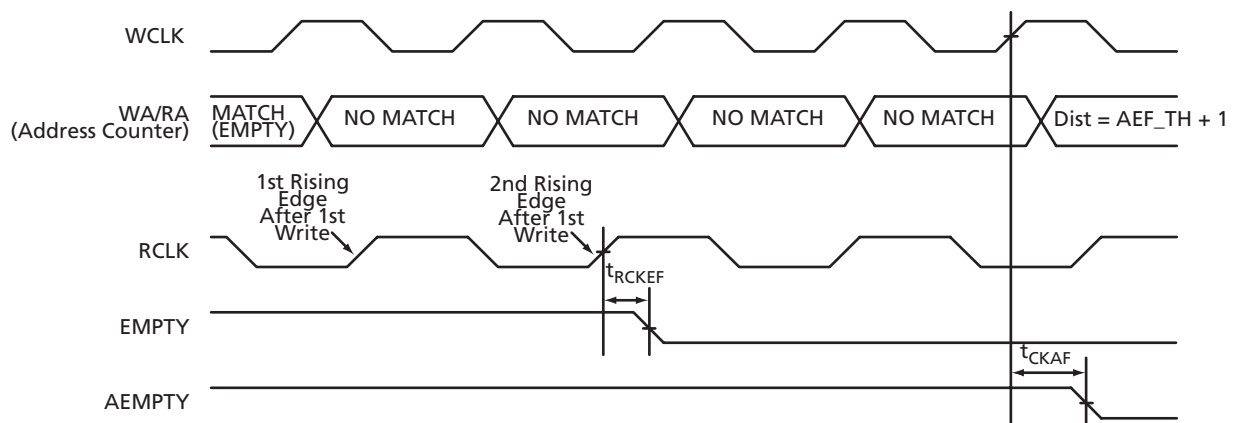 WCLK
WA/RA
(Address Counter)
MATCH
(EMPTY)
NO MATCH
NO MATCH
NO MATCH
NO MATCH
Dist = AEF_TH + 1
1st Rising
Edge
After 1st
Write
2nd Rising
Edge
After 1st
Write
RCLK
tRCKEF
EMPTY
tCKAF
AEMPTY